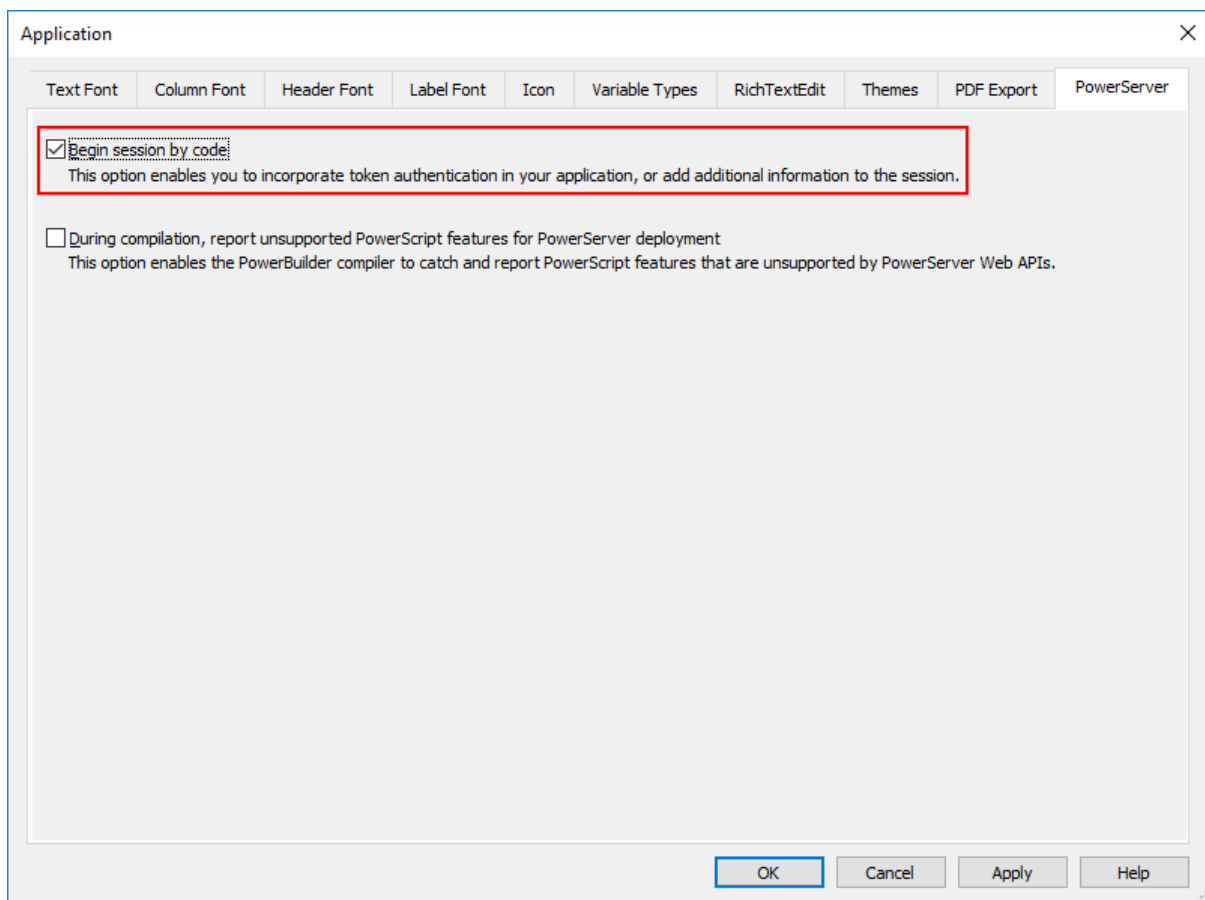 Application
Text Font
Column Font
Header Font
Label Font
Icon
Variable Types
RichTextEdit
Themes
PDF Export
PowerServer
Begin session by code
This option enables you to incorporate token authentication in your application, or add additional information to the session.
During compilation, report unsupported PowerScript features for PowerServer deployment
This option enables the PowerBuilder compiler to catch and report PowerScript features that are unsupported by PowerServer Web APIs.
OK
Cancel
Apply
Help